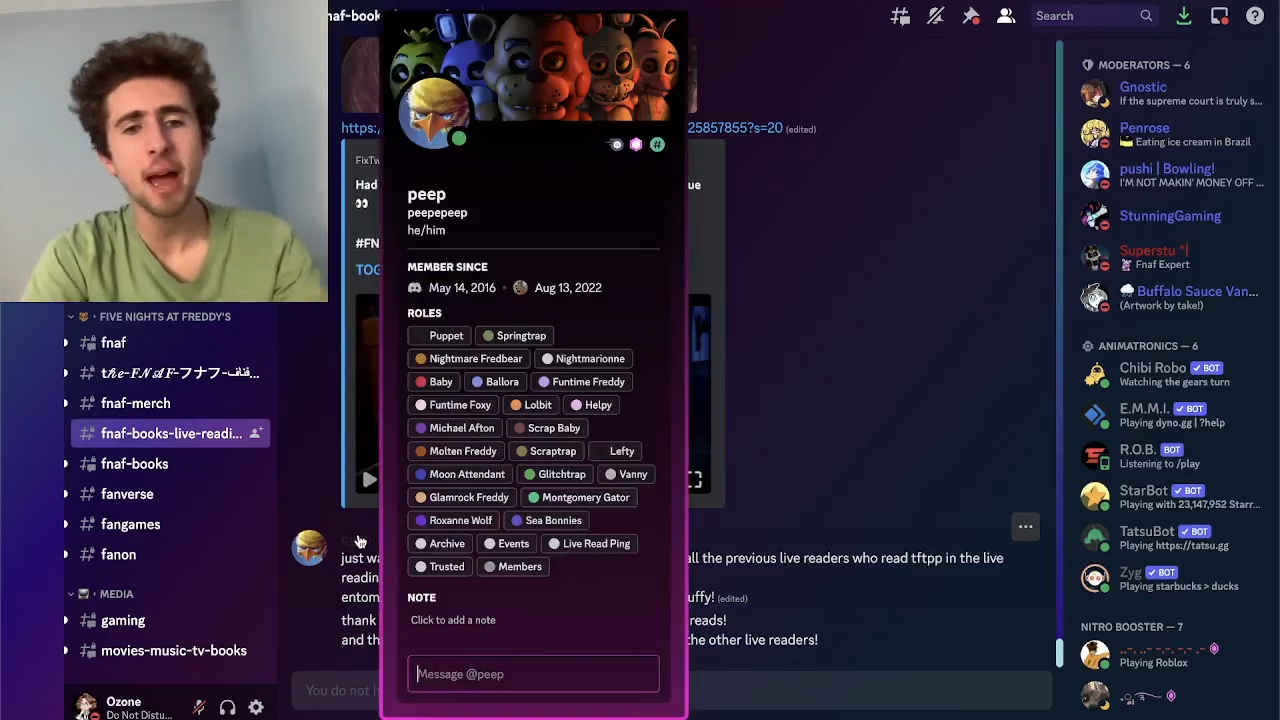 fnaf-book
Search
https:/
25857855?s=20 (edited)
FixTw
Had
ue
#FN
TOG
FIVE NIGHTS AT FREDDY'S
fnaf
fnaf-merch
fnaf-books-live-readi...
fnaf-books
fanverse
fangames
fanon
MEDIA
gaming
movies-music-tv-books
Ozone
Do Not Distu...
peep
peepepeep
he/him
MEMBER SINCE
May 14, 2016 • Aug 13, 2022
ROLES
Puppet Springtrap
Nightmare Fredbear Nightmarionne
Baby Ballora Funtime Freddy
Funtime Foxy Lolbit Helpy
Michael Afton Scrap Baby
Molten Freddy Scraptrap Lefty
Moon Attendant Glitchtrap Vanny
Glamrock Freddy Montgomery Gator
Roxanne Wolf Sea Bonnies
Archive Events Live Read Ping
Trusted Members
NOTE
Click to add a note
Message @peep
just wa
all the previous live readers who read tftpp in the live
readin
entom
uffy! (edited)
thank
reads!
and th
the other live readers!
You do not h
MODERATORS — 6
Gnostic
If the supreme court is truly s...
Penrose
Eating ice cream in Brazil
pushi | Bowling!
I'M NOT MAKIN' MONEY OFF ...
StunningGaming
Superstu ^|
Fnaf Expert
Buffalo Sauce Van...
(Artwork by take!)
ANIMATRONICS — 6
Chibi Robo BOT
Watching the gears turn
E.M.M.I. BOT
Playing dyno.gg | ?help
R.O.B. BOT
Listening to /play
StarBot BOT
Playing with 23,147,952 Starr...
TatsuBot BOT
Playing https://tatsu.gg
Zyg BOT
Playing starbucks > ducks
NITRO BOOSTER — 7
Playing Roblox